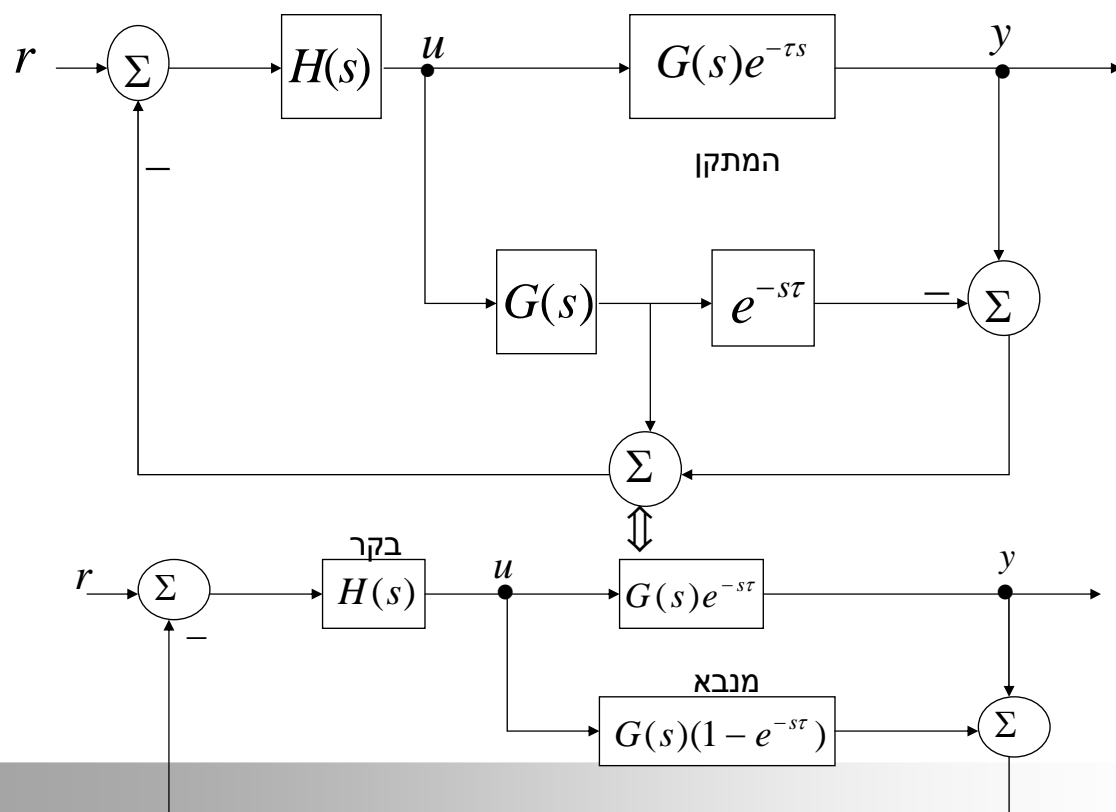 r Σ H(s) u G(s)e^{-τs} y
המתקן
−
G(s) e^{-sτ} − Σ
Σ
⇕
בקר
r Σ H(s) u G(s)e^{-sτ} y
−
מנבא
G(s)(1 − e^{-sτ}) Σ